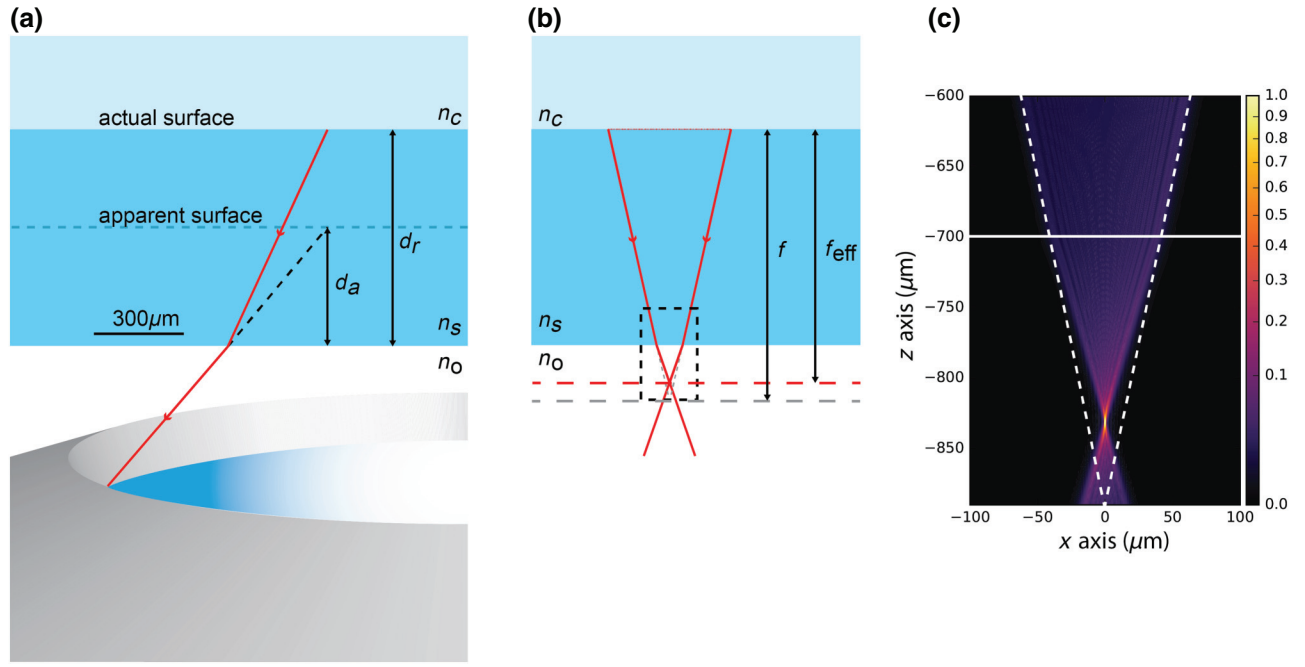 (a)
actual surface
n_c
apparent surface
d_r
d_a
300μm
n_s
n_o
(b)
n_c
f
f_eff
n_s
n_o
(c)
−600
−650
−700
−750
−800
−850
z axis (μm)
−100
−50
0
50
100
x axis (μm)
1.0
0.9
0.8
0.7
0.6
0.5
0.4
0.3
0.2
0.1
0.0